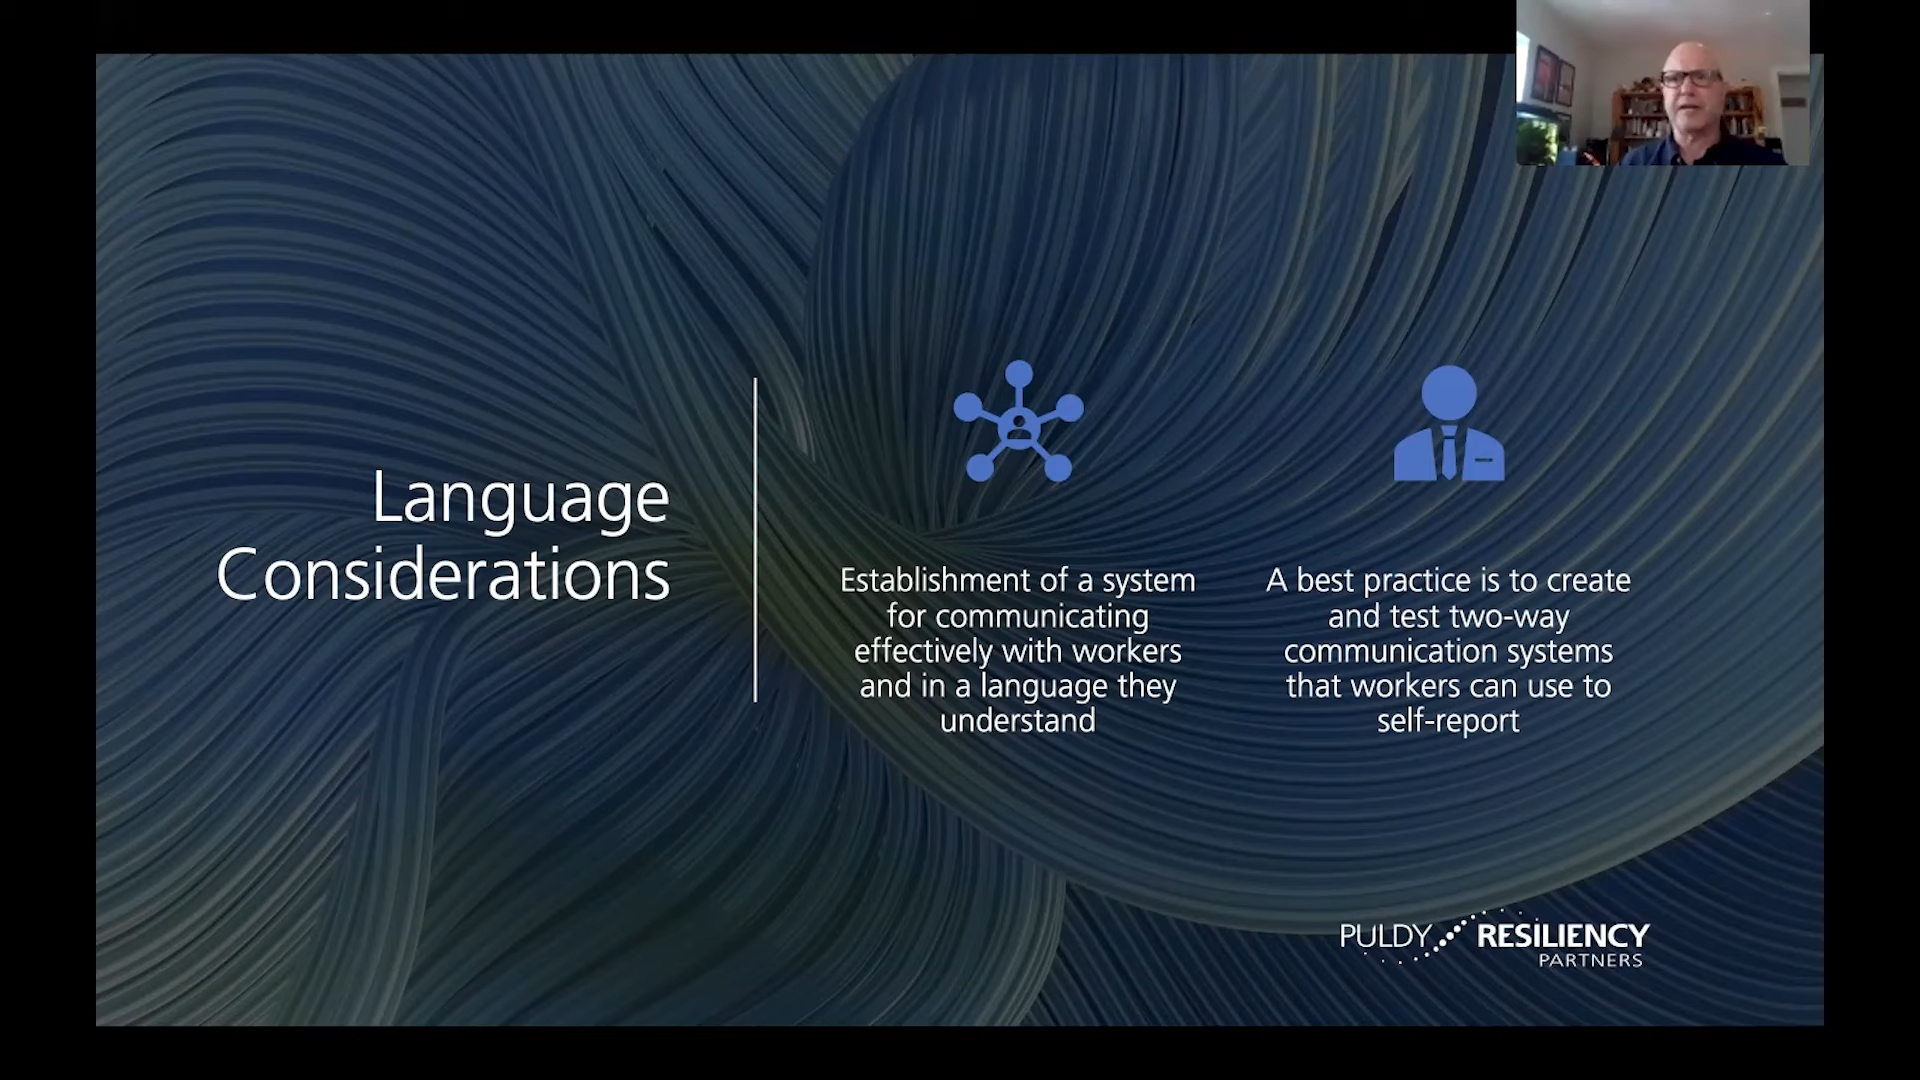 Language
Considerations
Establishment of a system
for communicating
effectively with workers
and in a language they
understand
A best practice is to create
and test two-way
communication systems
that workers can use to
self-report
PULDY RESILIENCY
PARTNERS